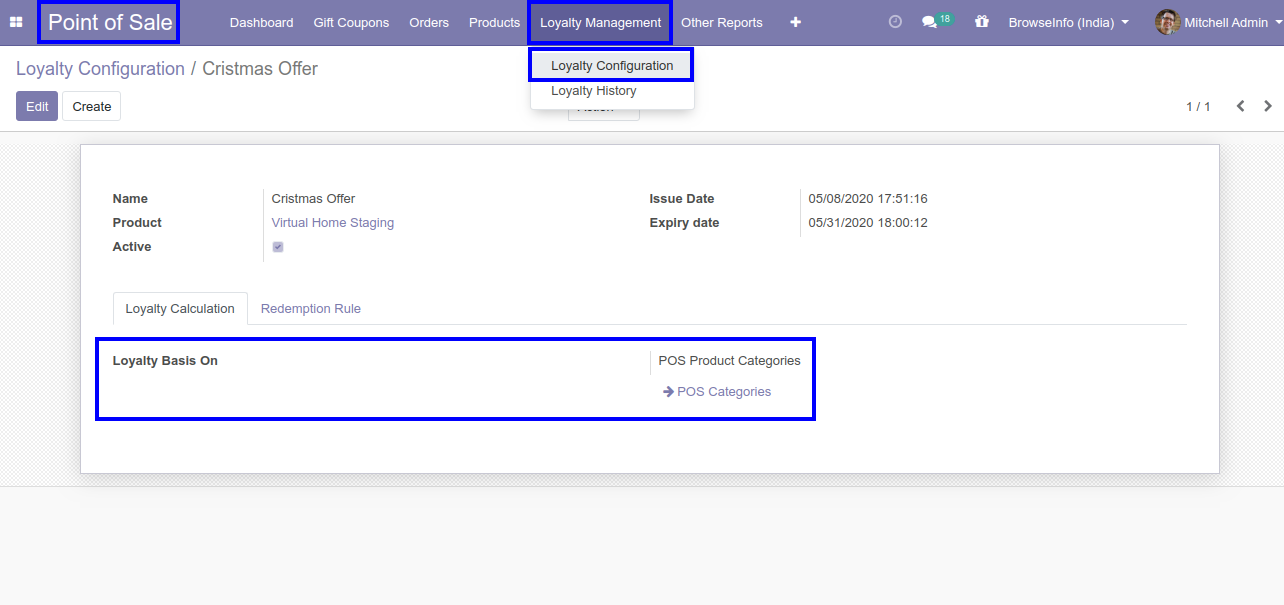 Point of Sale Dashboard Gift Coupons Orders Products Loyalty Management Other Reports + 18 BrowseInfo (India) Mitchell Admin
Loyalty Configuration / Cristmas Offer
Loyalty Configuration
Loyalty History
Edit Create Action 1 / 1
Name Cristmas Offer Issue Date 05/08/2020 17:51:16
Product Virtual Home Staging Expiry date 05/31/2020 18:00:12
Active
Loyalty Calculation Redemption Rule
Loyalty Basis On POS Product Categories
POS Categories